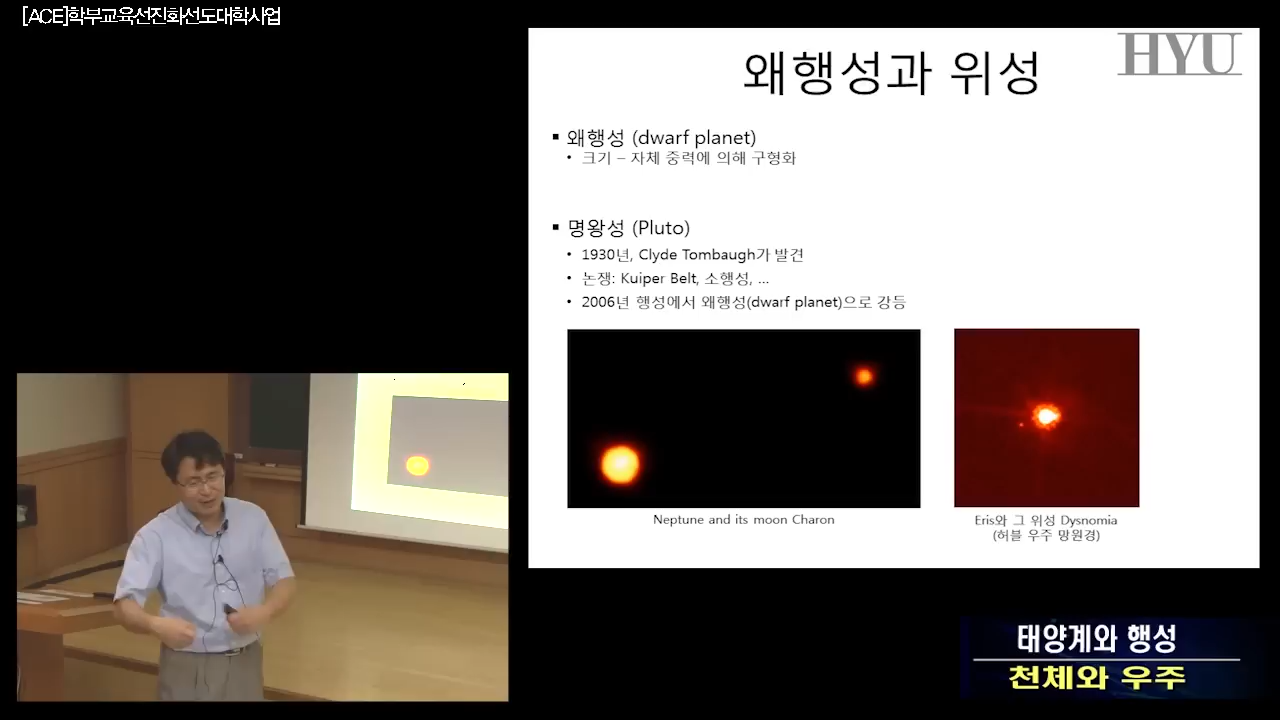 [ACE]학부교육선진화선도대학사업
HYU
왜행성과 위성
▪ 왜행성 (dwarf planet)
• 크기 – 자체 중력에 의해 구형화
▪ 명왕성 (Pluto)
• 1930년, Clyde Tombaugh가 발견
• 논쟁: Kuiper Belt, 소행성, ...
• 2006년 행성에서 왜행성(dwarf planet)으로 강등
Neptune and its moon Charon
Eris와 그 위성 Dysnomia
(허블 우주 망원경)
태양계와 행성
천체와 우주